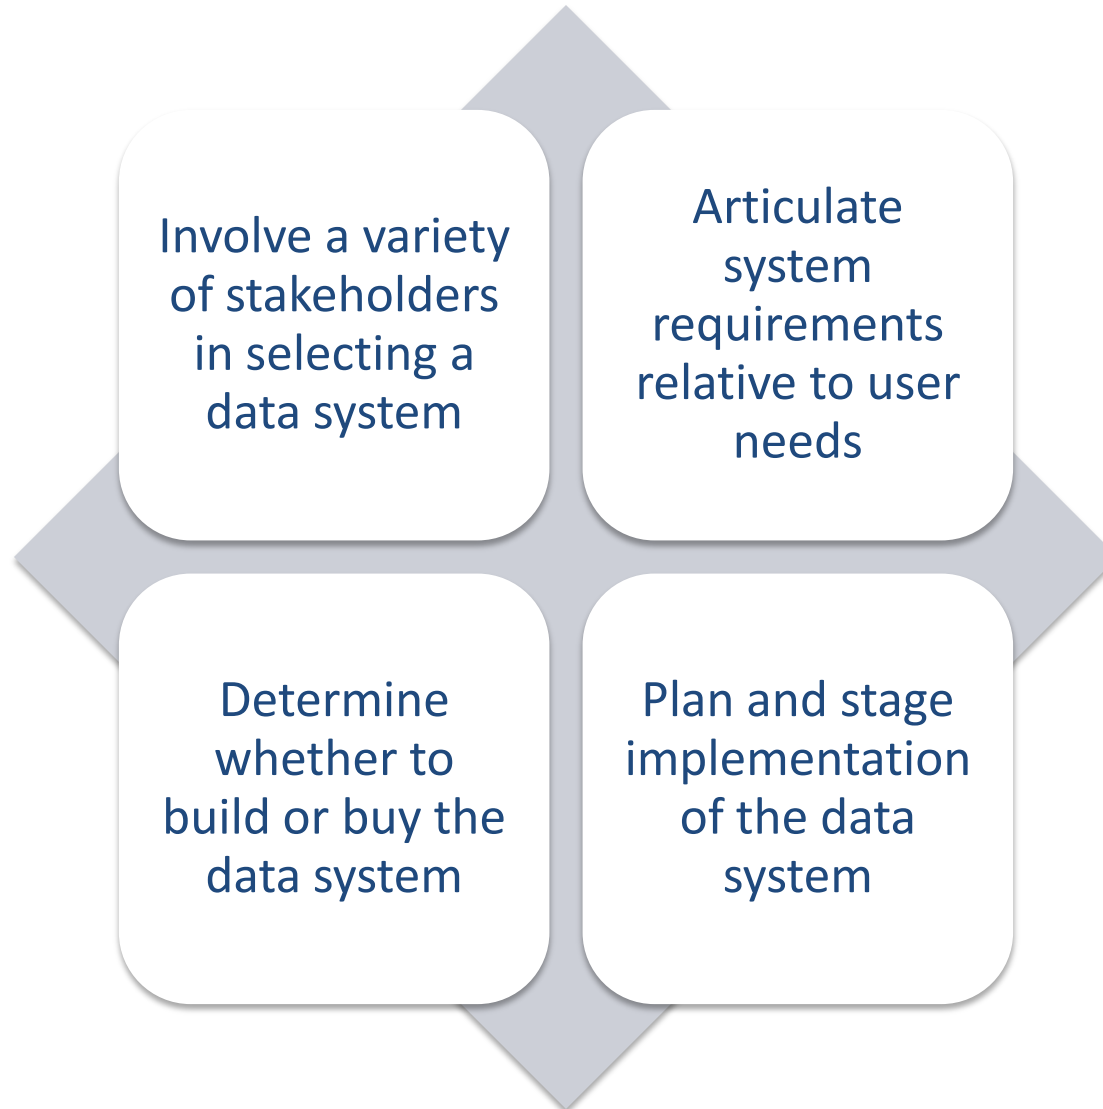 Involve a variety
of stakeholders
in selecting a
data system
Articulate
system
requirements
relative to user
needs
Determine
whether to
build or buy the
data system
Plan and stage
implementation
of the data
system